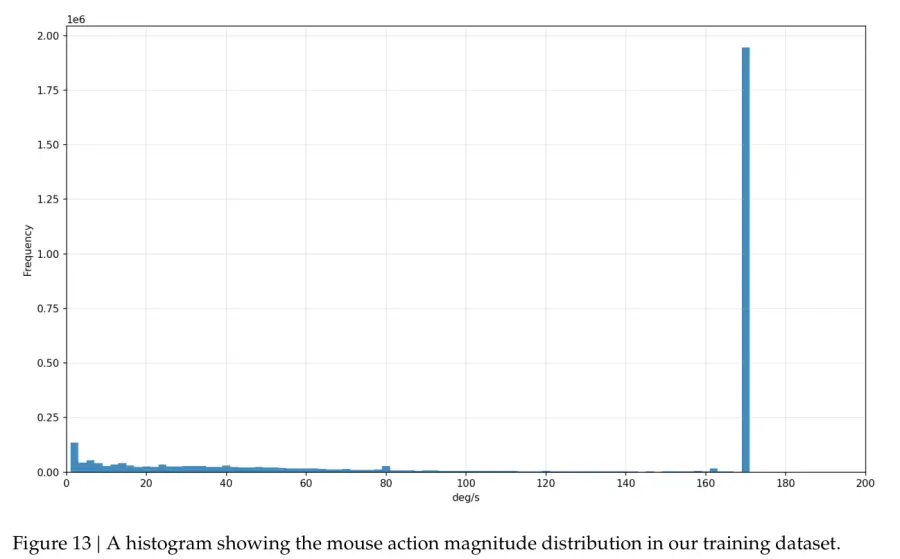 1e6
2.00
1.75
1.50
1.25
1.00
0.75
0.50
0.25
0.00
Frequency
0 20 40 60 80 100 120 140 160 180 200
deg/s
Figure 13 | A histogram showing the mouse action magnitude distribution in our training dataset.